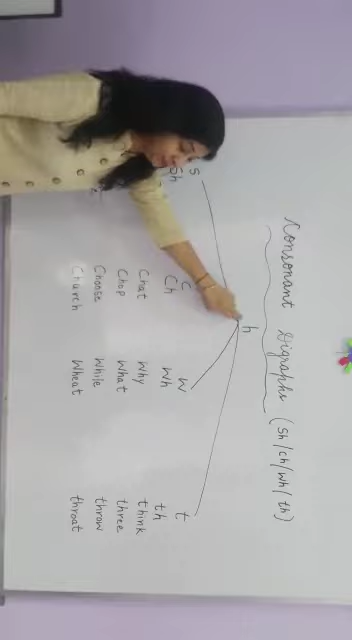 Consonant Digraphs (sh/ch/wh/th)
h
s c w t
Sh Ch Wh th
Chat Why think
Chop What three
Choose While throw
Church Wheat throat